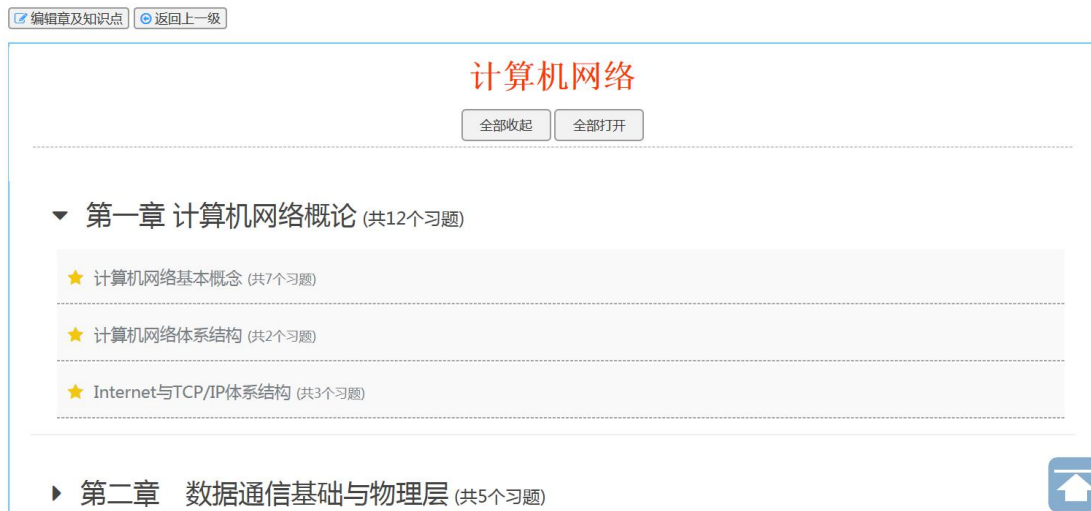 编辑章及知识点 返回上一级
计算机网络
全部收起 全部打开
第一章 计算机网络概论 (共12个习题)
计算机网络基本概念 (共7个习题)
计算机网络体系结构 (共2个习题)
Internet与TCP/IP体系结构 (共3个习题)
第二章 数据通信基础与物理层 (共5个习题)